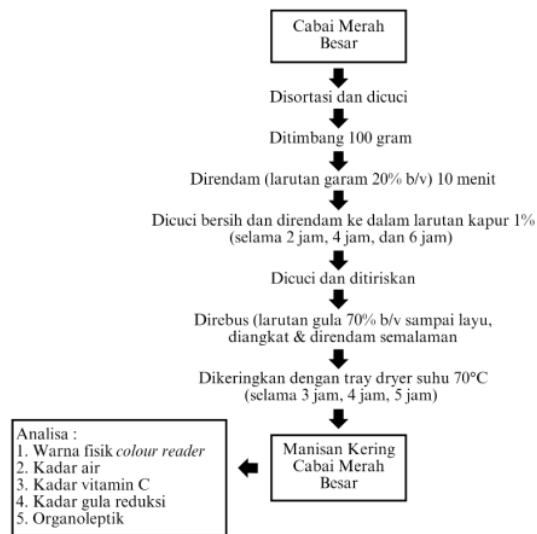 Cabai Merah
Besar
Disortasi dan dicuci
Ditimbang 100 gram
Direndam (larutan garam 20% b/v) 10 menit
Dicuci bersih dan direndam ke dalam larutan kapur 1%
(selama 2 jam, 4 jam, dan 6 jam)
Dicuci dan ditiriskan
Direbus (larutan gula 70% b/v sampai layu,
diangkat & direndam semalaman
Dikeringkan dengan tray dryer suhu 70°C
(selama 3 jam, 4 jam, 5 jam)
Manisan Kering
Cabai Merah
Besar
Analisa :
1. Warna fisik colour reader
2. Kadar air
3. Kadar vitamin C
4. Kadar gula reduksi
5. Organoleptik